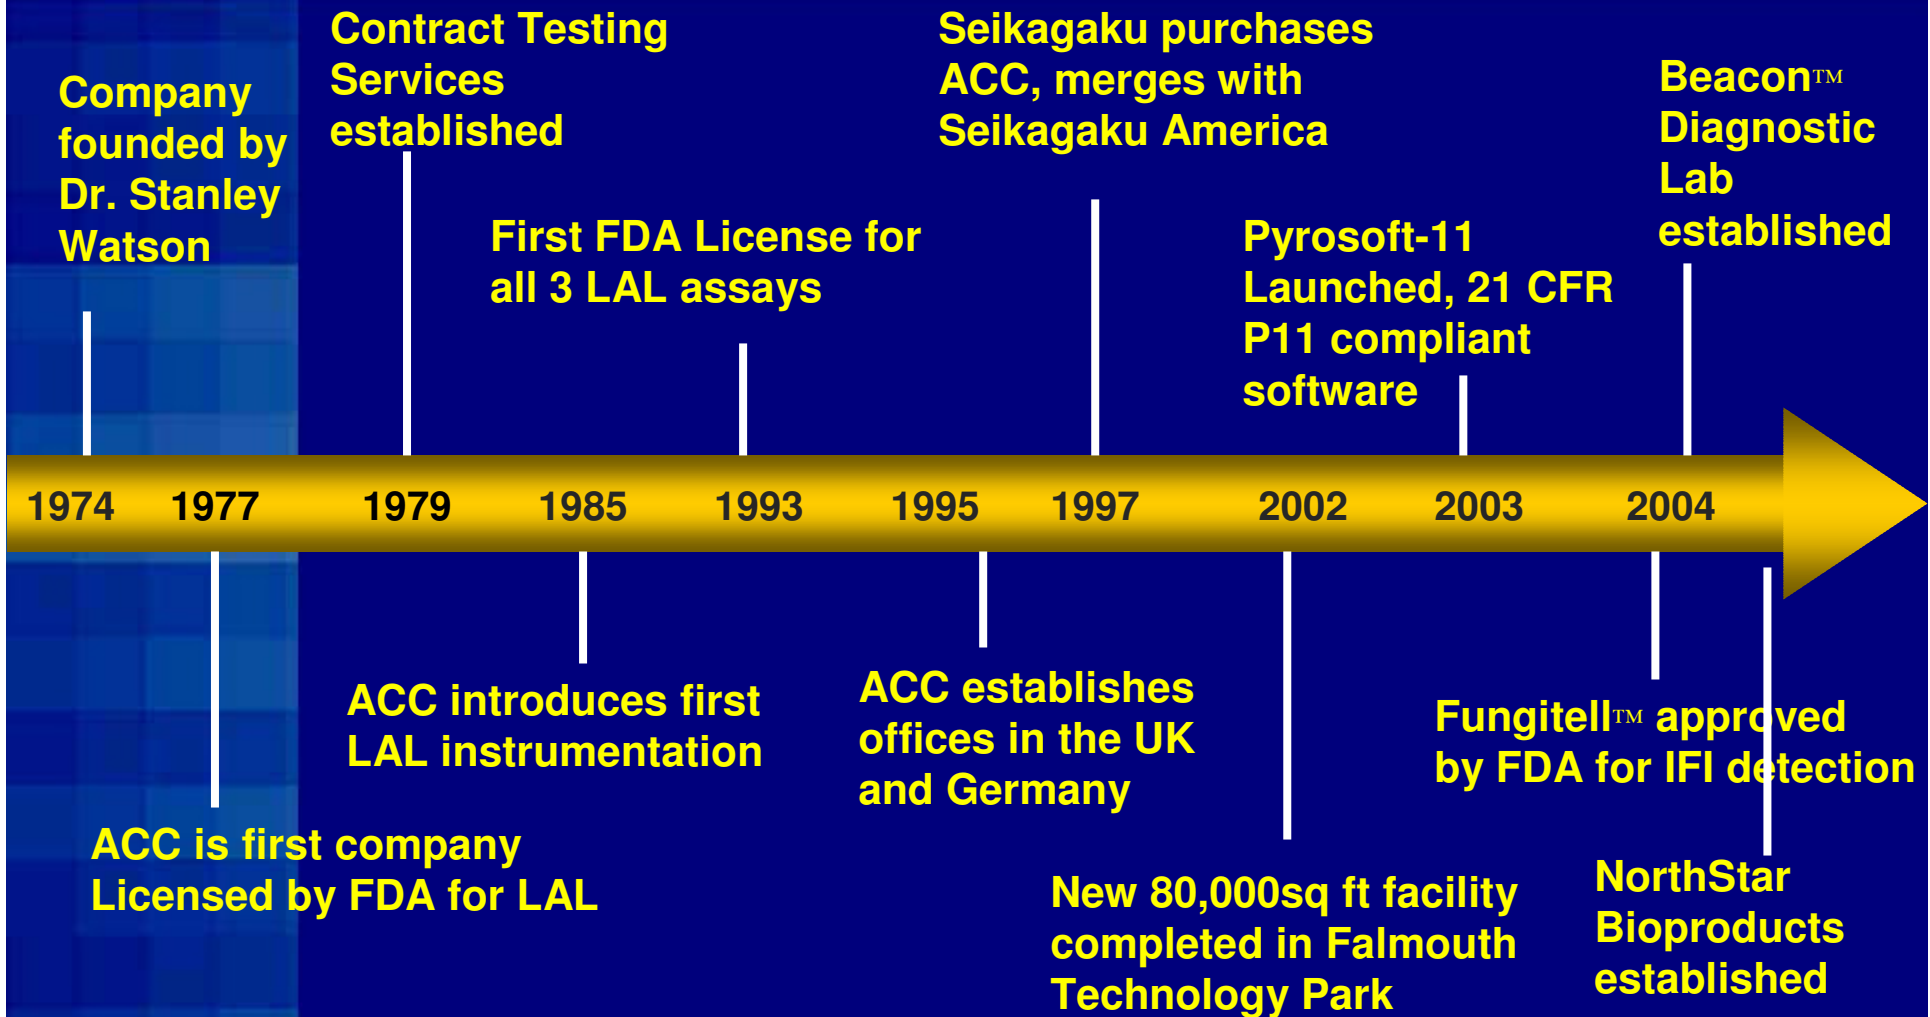 Company
founded by
Dr. Stanley
Watson
Contract Testing
Services
established
First FDA License for
all 3 LAL assays
Seikagaku purchases
ACC, merges with
Seikagaku America
Pyrosoft-11
Launched, 21 CFR
P11 compliant
software
Beacon™
Diagnostic
Lab
established
1974 1977 1979 1985 1993 1995 1997 2002 2003 2004
ACC is first company
Licensed by FDA for LAL
ACC introduces first
LAL instrumentation
ACC establishes
offices in the UK
and Germany
New 80,000sq ft facility
completed in Falmouth
Technology Park
Fungitell™ approved
by FDA for IFI detection
NorthStar
Bioproducts
established